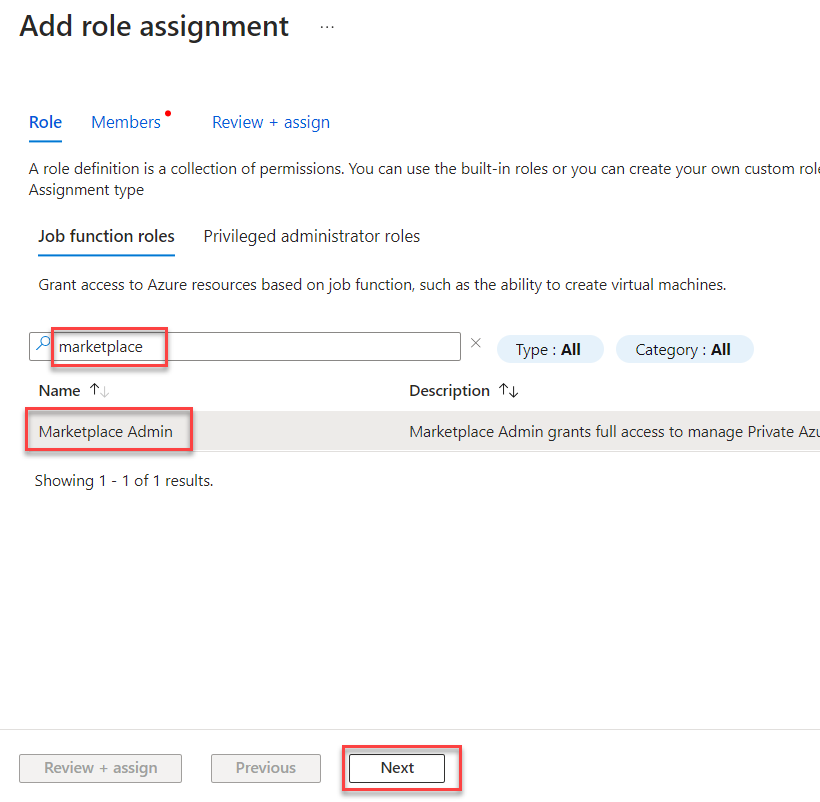 Add role assignment ...
Role Members Review + assign
A role definition is a collection of permissions. You can use the built-in roles or you can create your own custom role
Assignment type
Job function roles Privileged administrator roles
Grant access to Azure resources based on job function, such as the ability to create virtual machines.
marketplace × Type : All Category : All
Name ↑↓ Description ↑↓
Marketplace Admin Marketplace Admin grants full access to manage Private Azu
Showing 1 - 1 of 1 results.
Review + assign Previous Next